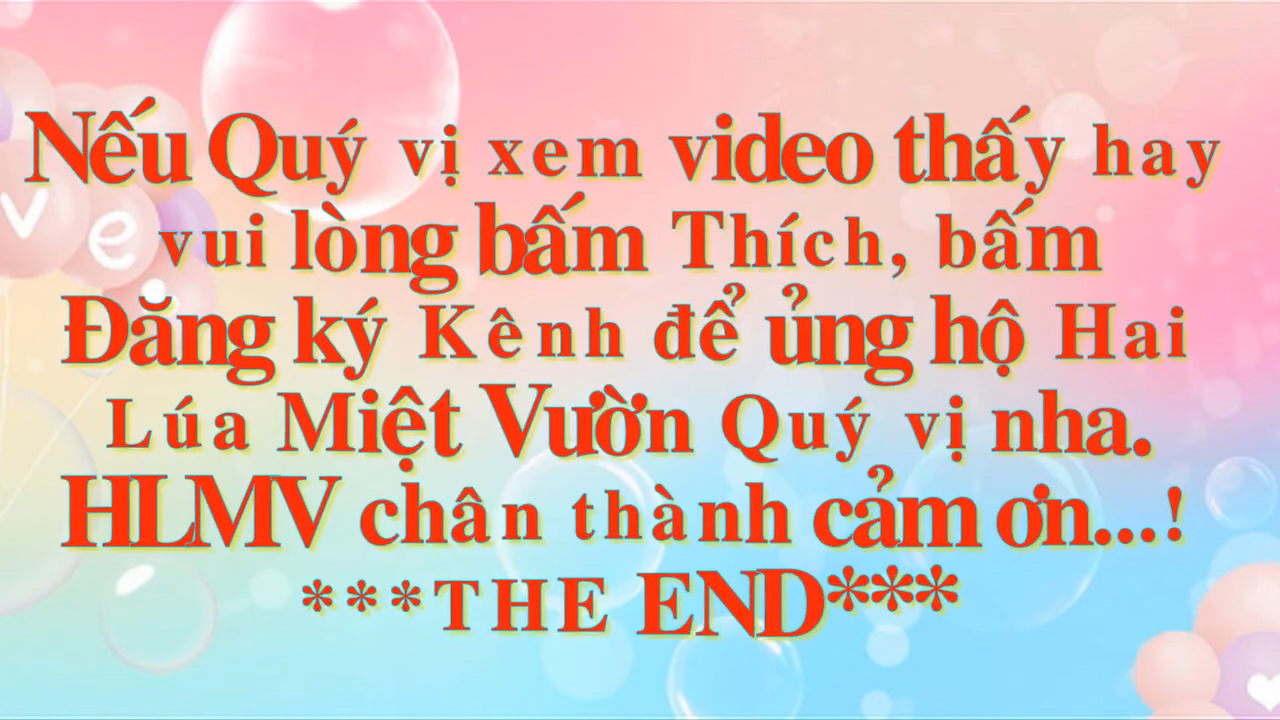 Nếu Quý vị xem video thấy hay
vui lòng bấm Thích, bấm
Đăng ký Kênh để ủng hộ Hai
Lúa Miệt Vườn Quý vị nha.
HLMV chân thành cảm ơn...!
***THE END***
ve